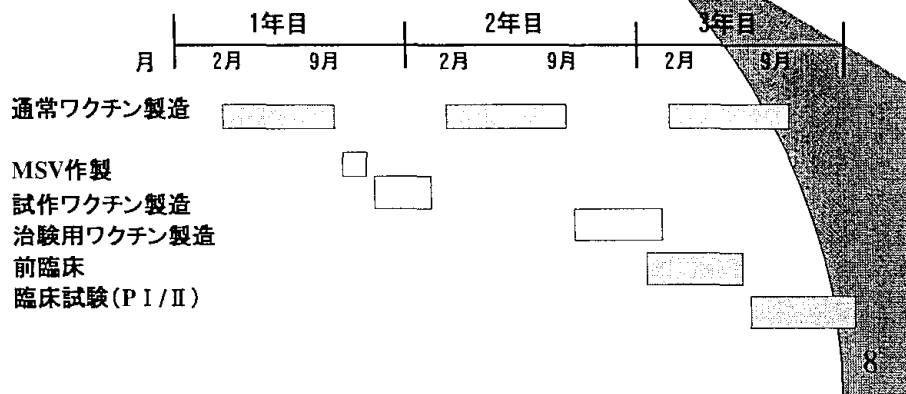 1年目 2年目 3年目
月 2月 9月 2月 9月 2月 9月
通常ワクチン製造
MSV作製
試作ワクチン製造
治験用ワクチン製造
前臨床
臨床試験(PⅠ/Ⅱ)
8